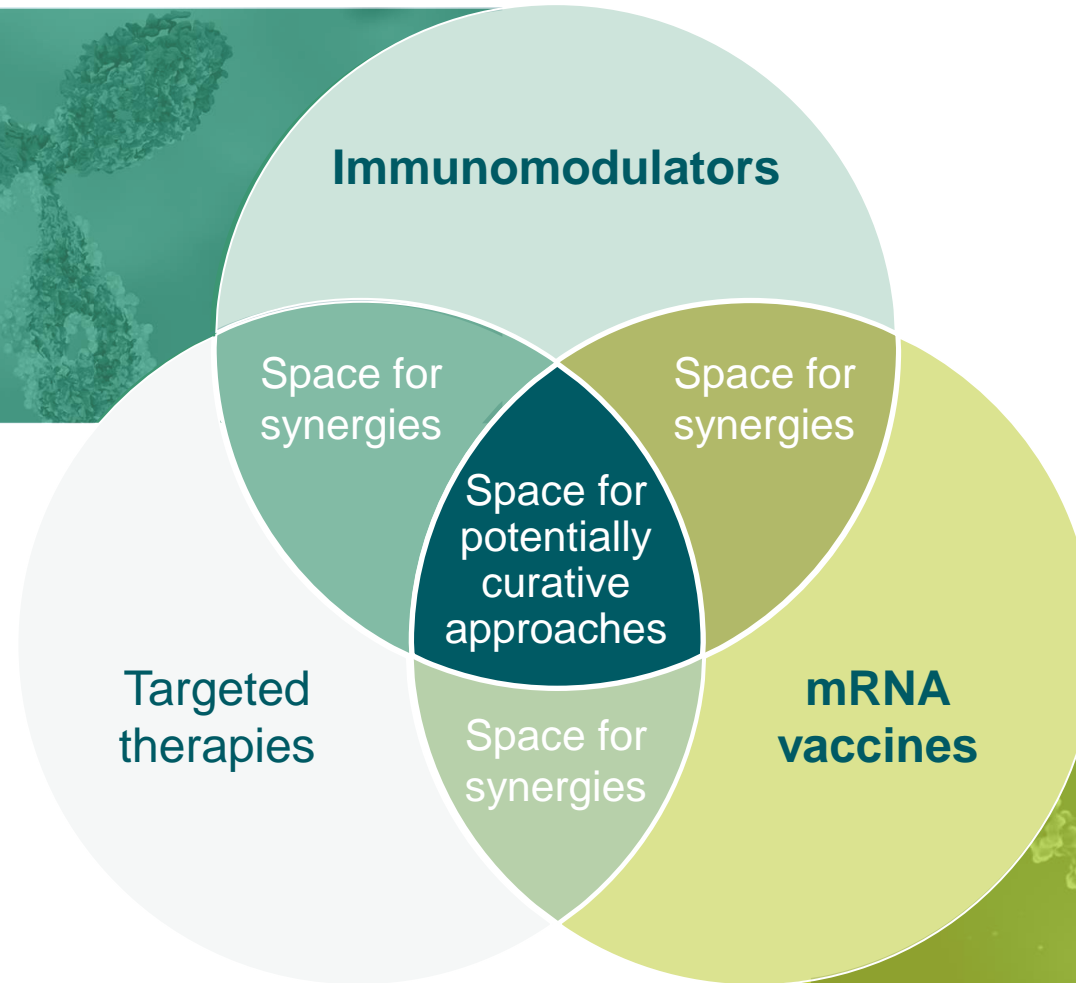 Immunomodulators
Space for
synergies
Space for
synergies
Space for
potentially
curative
approaches
Targeted
therapies
mRNA
vaccines
Space for
synergies